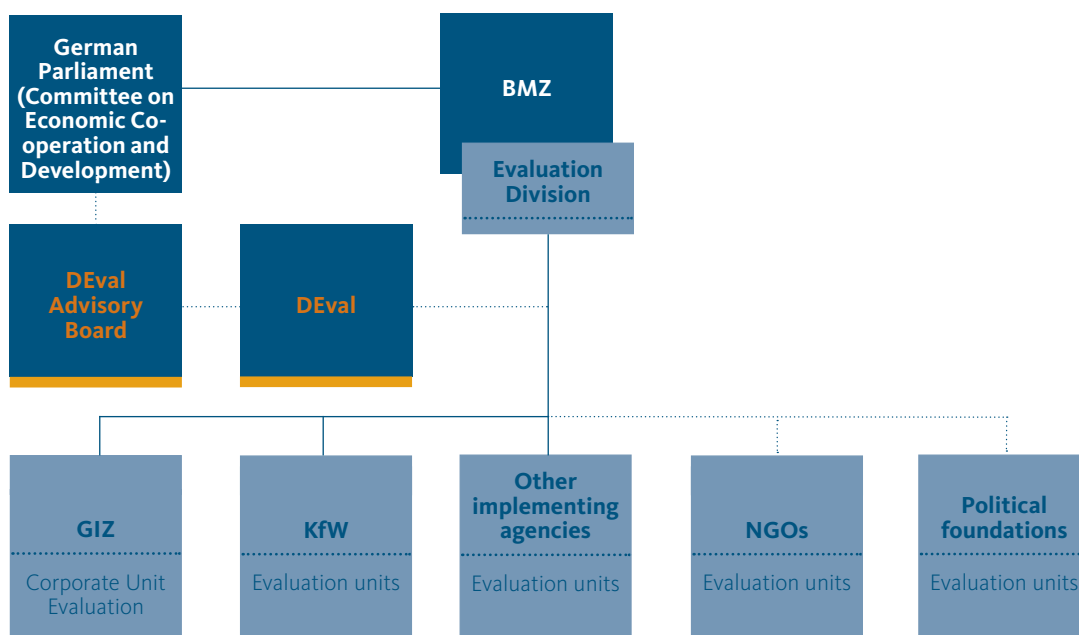 German
Parliament
(Committee on
Economic Co-
operation and
Development)
BMZ
Evaluation
Division
DEval
Advisory
Board
DEval
GIZ
Corporate Unit
Evaluation
KfW
Evaluation units
Other
implementing
agencies
Evaluation units
NGOs
Evaluation units
Political
foundations
Evaluation units